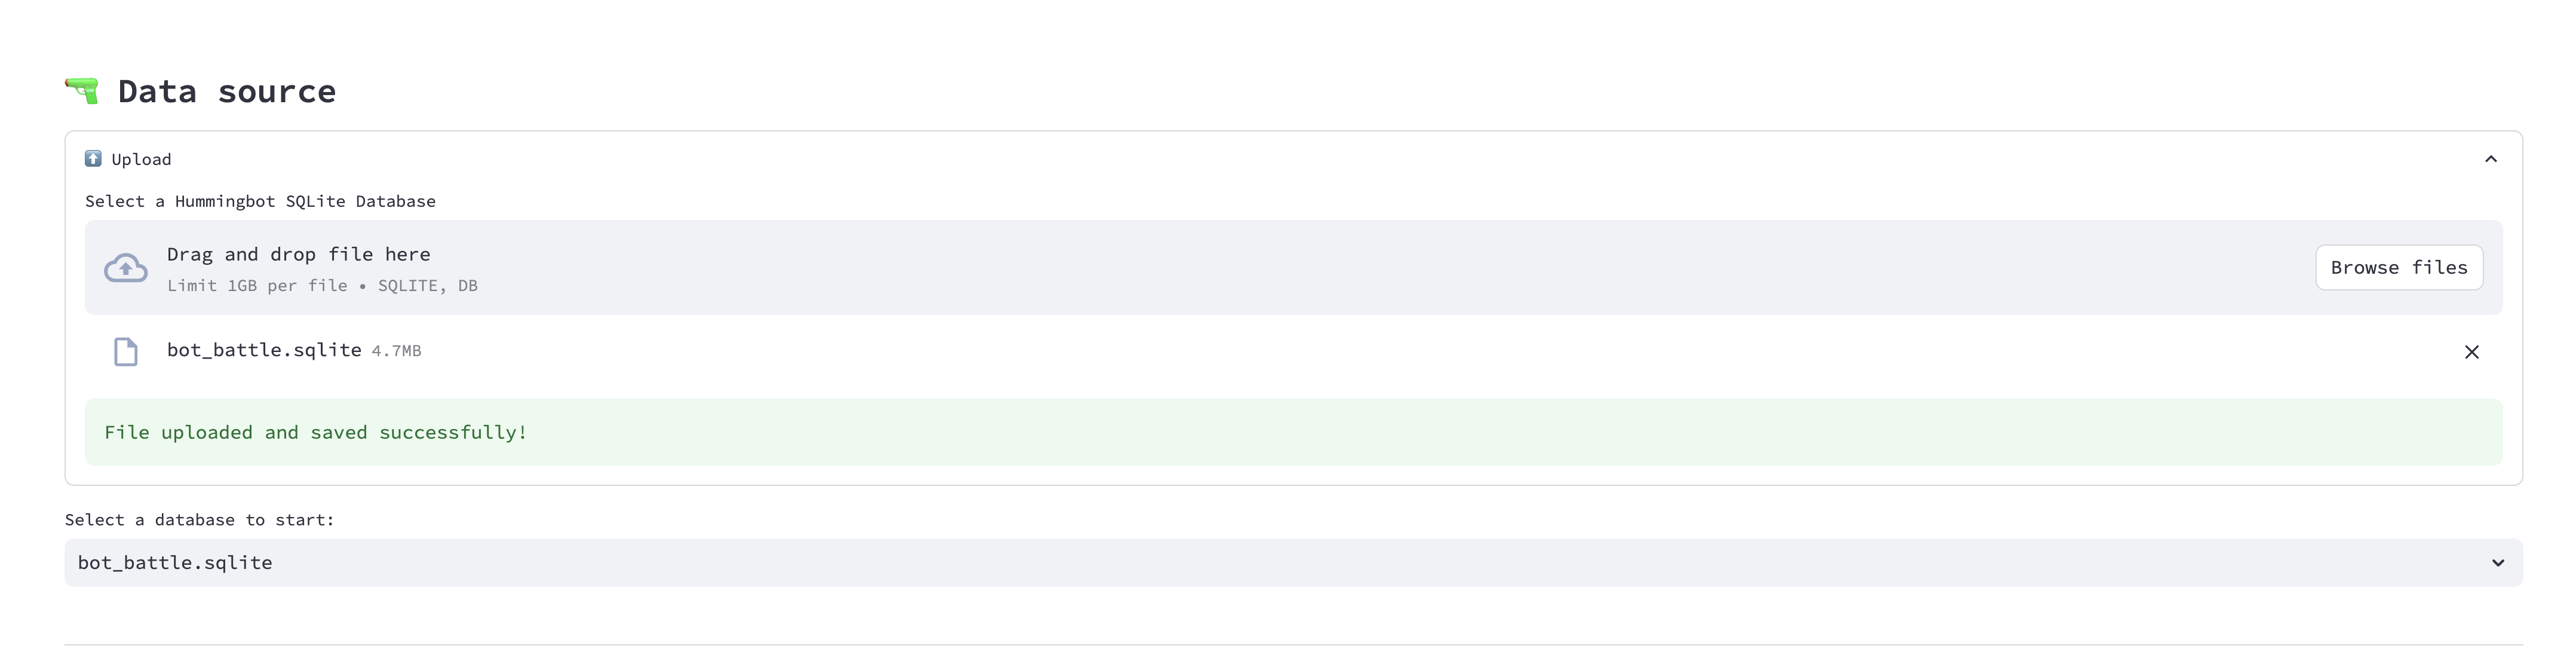 Data source
Upload
Select a Hummingbot SQLite Database
Drag and drop file here
Limit 1GB per file • SQLITE, DB
Browse files
bot_battle.sqlite 4.7MB
File uploaded and saved successfully!
Select a database to start:
bot_battle.sqlite